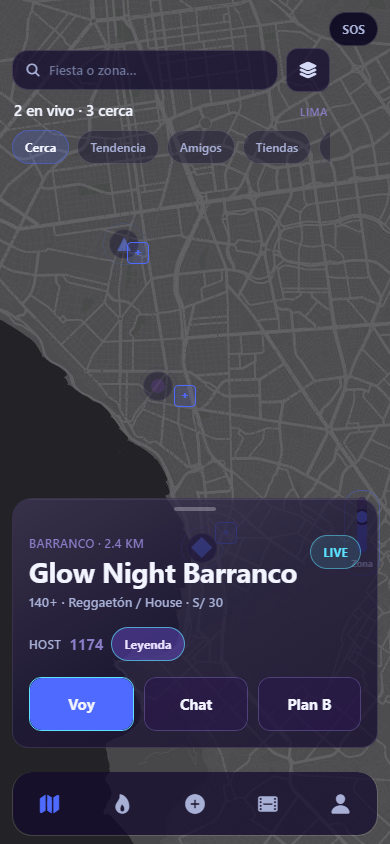 SOS
Fiesta o zona...
2 en vivo · 3 cerca
LIMA
Cerca
Tendencia
Amigos
Tiendas
BARRANCO · 2.4 KM
LIVE
Zona
Glow Night Barranco
140+ · Reggaetón / House · S/ 30
HOST 1174 Leyenda
Voy
Chat
Plan B